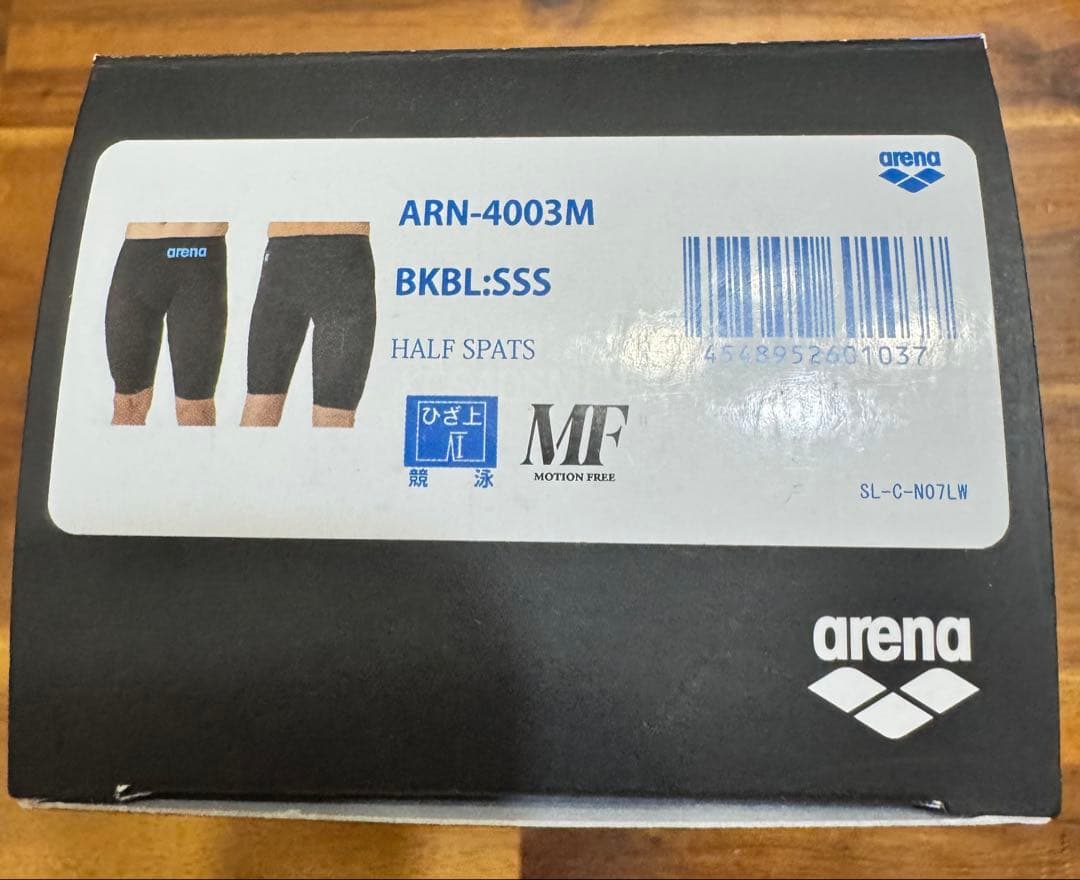 arena
ARN-4003M
arena
BKBL:SSS
HALF SPATS
4548952601037
ひざ上
競 泳
MF
MOTION FREE
SL-C-N07LW
arena